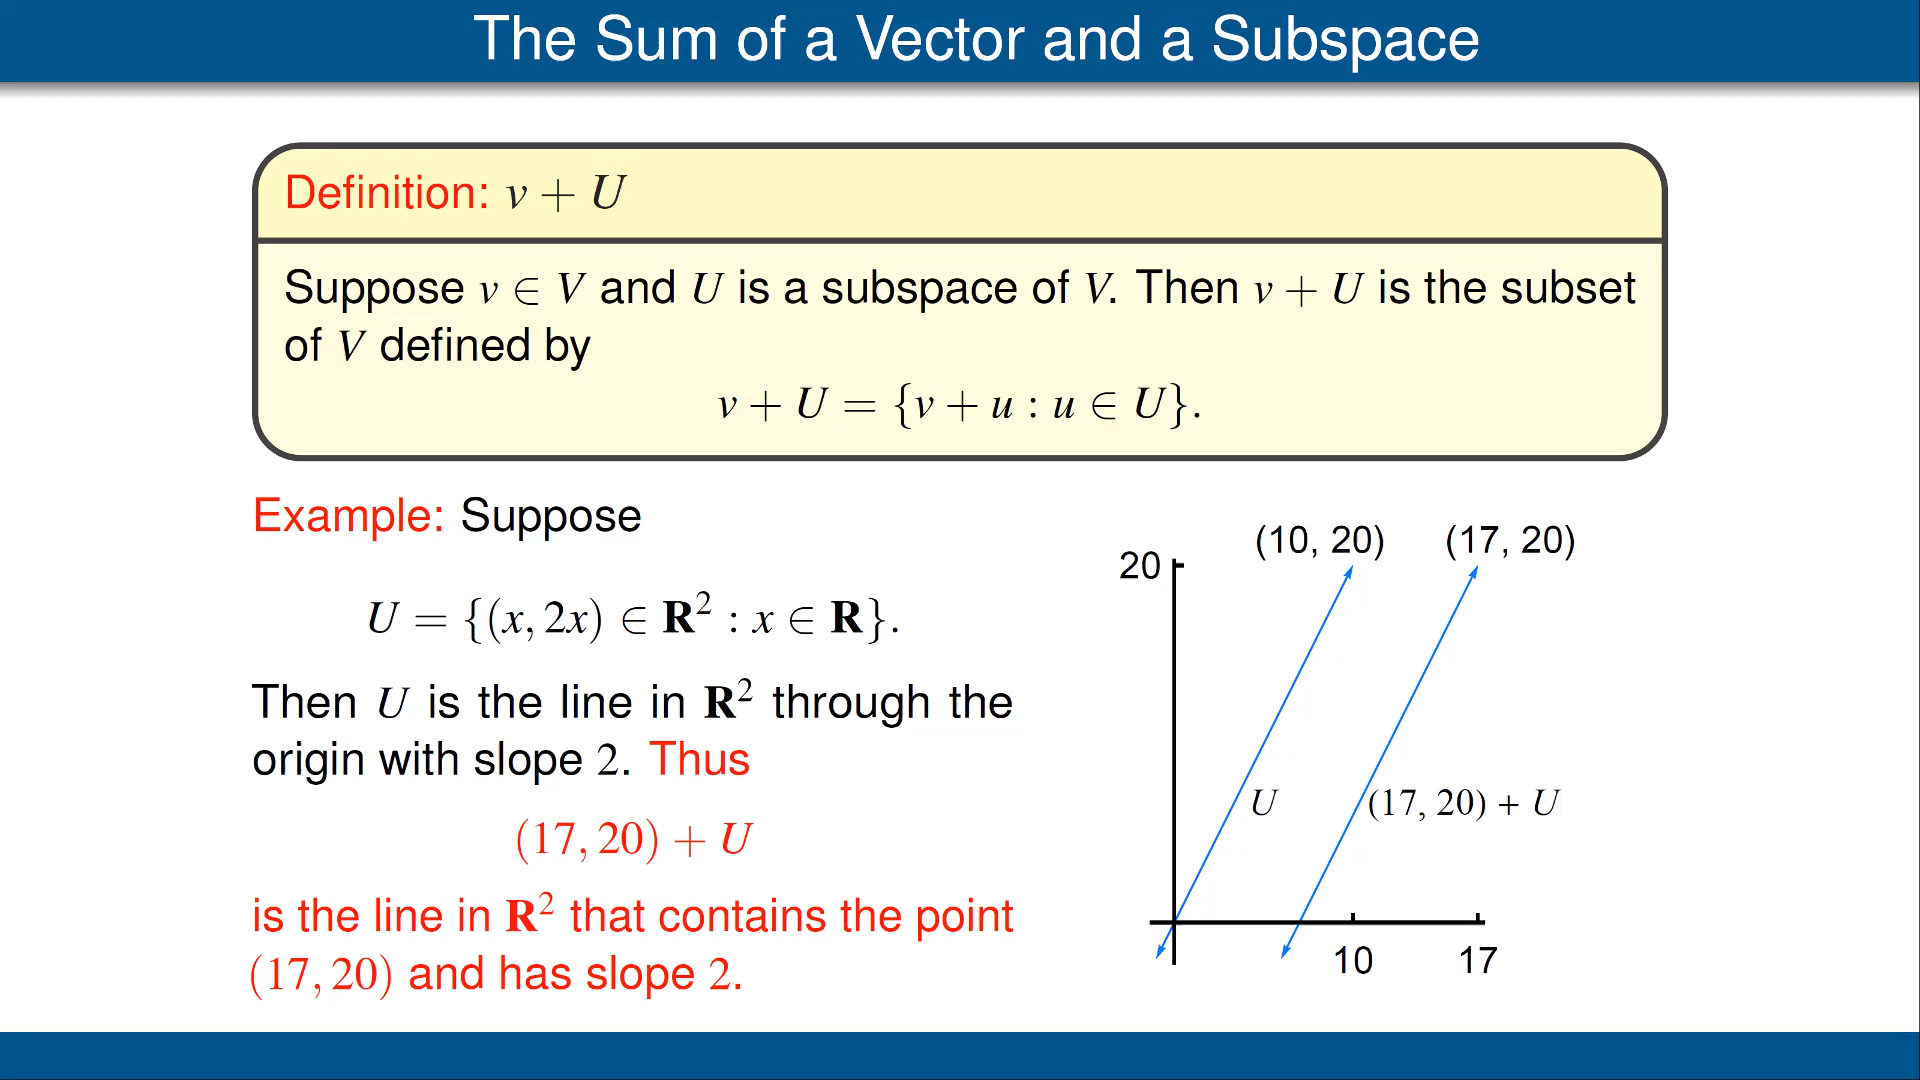 The Sum of a Vector and a Subspace
Definition: v + U
Suppose v ∈ V and U is a subspace of V. Then v + U is the subset
of V defined by
v + U = {v + u : u ∈ U}.
Example: Suppose
U = {(x, 2x) ∈ R² : x ∈ R}.
Then U is the line in R² through the
origin with slope 2. Thus
(17, 20) + U
is the line in R² that contains the point
(17, 20) and has slope 2.
(10, 20) (17, 20)
20
U (17, 20) + U
10 17